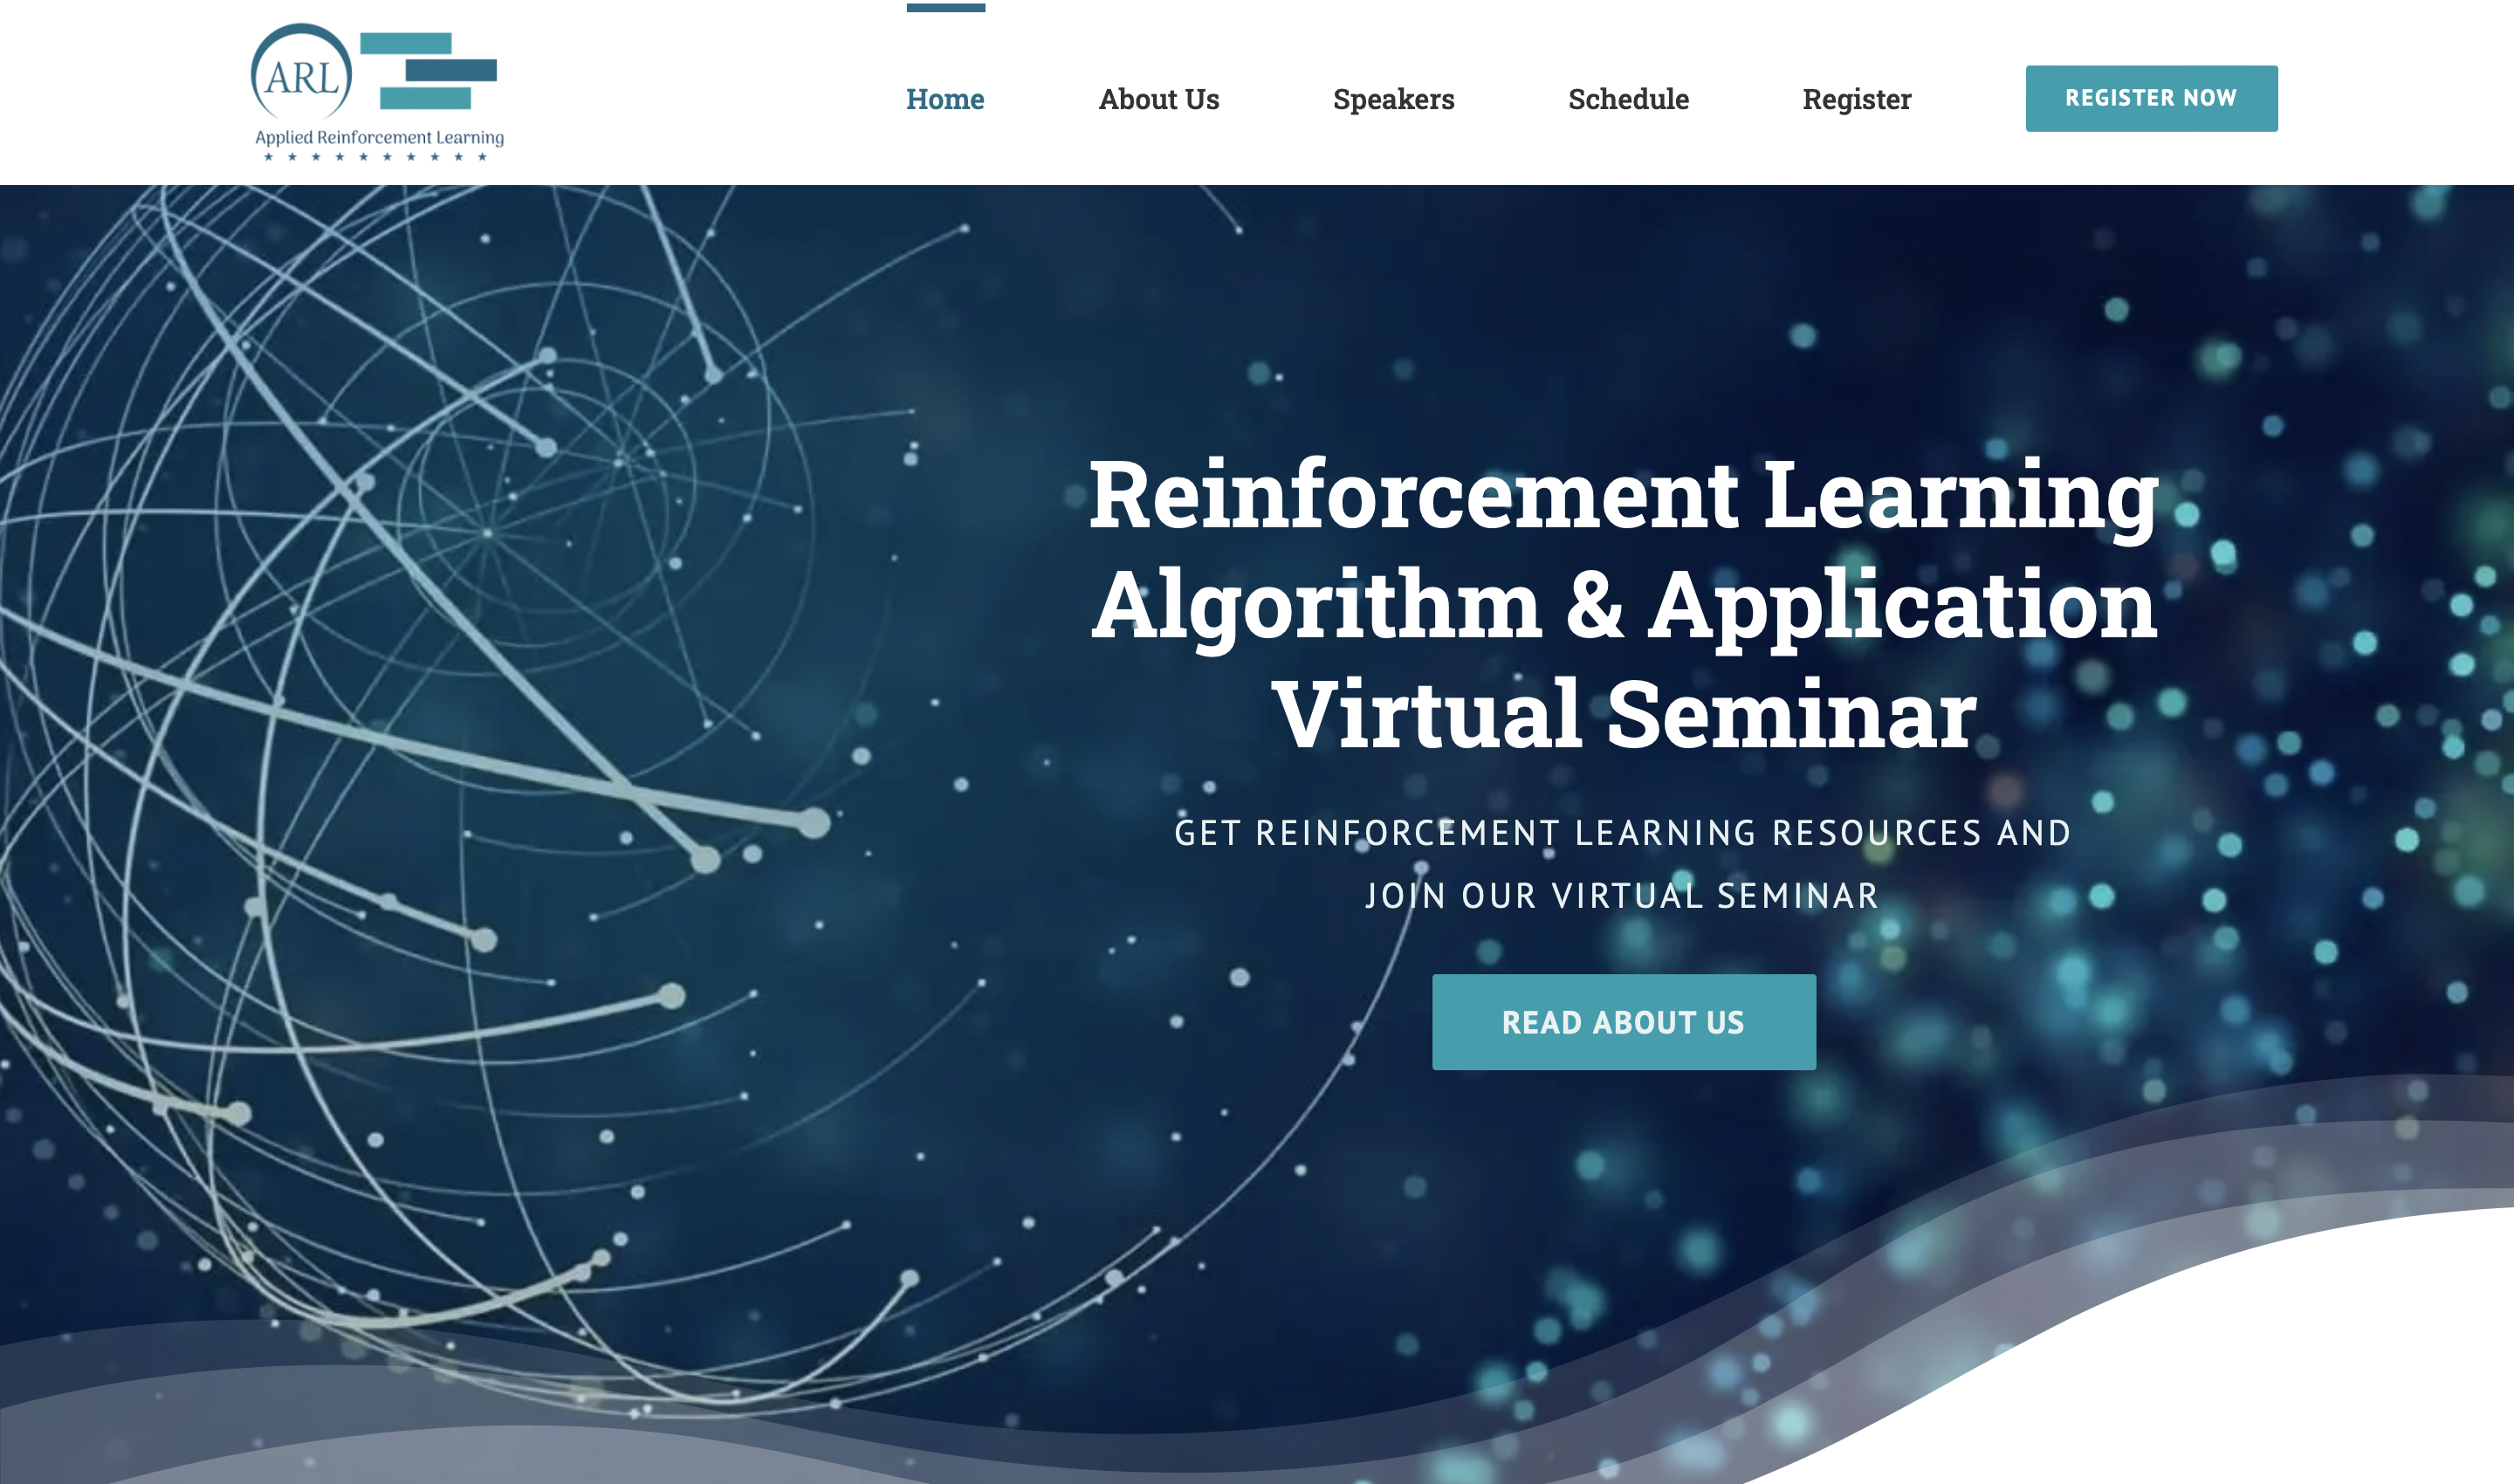 ARL
Applied Reinforcement Learning
Home
About Us
Speakers
Schedule
Register
REGISTER NOW
Reinforcement Learning
Algorithm & Application
Virtual Seminar
GET REINFORCEMENT LEARNING RESOURCES AND
JOIN OUR VIRTUAL SEMINAR
READ ABOUT US